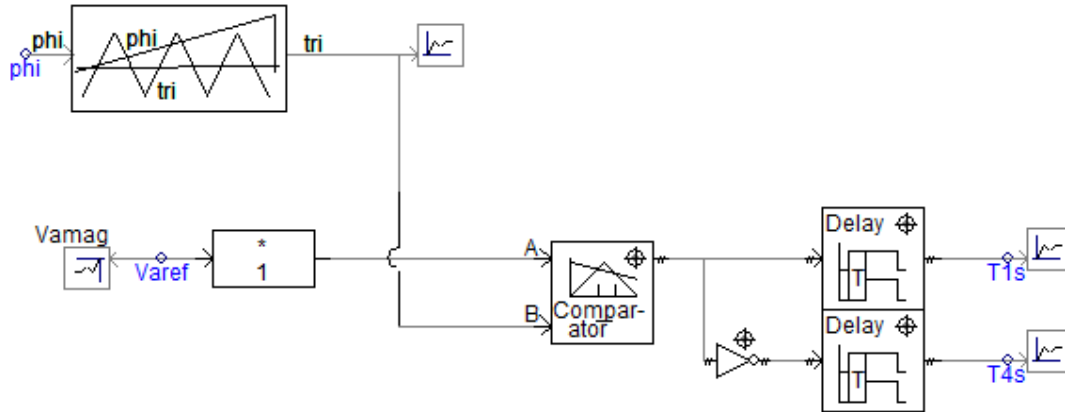 phi
phi
phi
tri
tri
Vamag
Varef
*
1
A
B
Compar-
ator
Delay
T
T1s
Delay
T
T4s